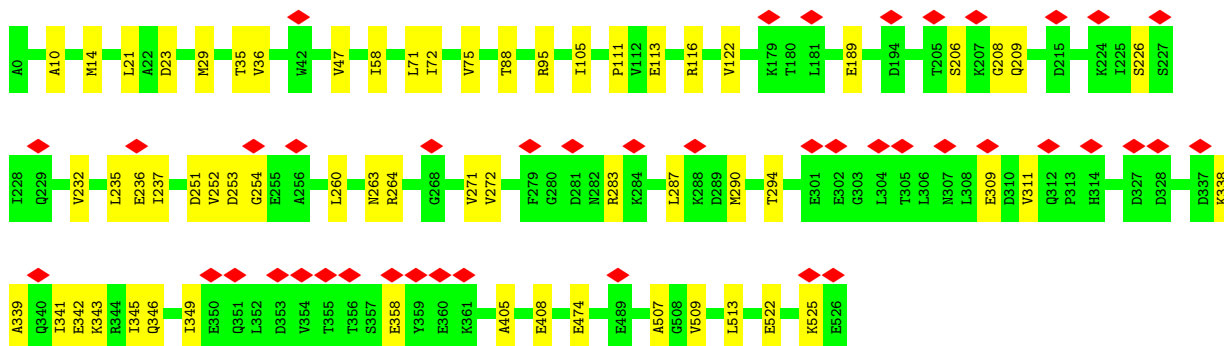 A0 A10 M14 L21 A22 D23 M29 T35 V36 W42 V47 I58 L71 I72 V75 T88 R95 I105 P111 V112 E113 R116 V122 K179 T180 L181 E189 D194 T205 S206 K207 G208 Q209 D215 K224 I225 S226 S227
I228 Q229 V232 L235 E236 I237 D251 V252 D253 G254 E255 A256 L260 N263 R264 G268 V271 V272 F279 G280 D281 N282 R283 K284 L287 K288 D289 M290 T294 E301 E302 G303 L304 T305 L306 N307 L308 E309 D310 V311 Q312 P313 H314 D327 D328 D337 K338
A339 Q340 I341 E342 K343 R344 I345 Q346 I349 E350 Q351 L352 D353 V354 T355 T356 S357 E358 Y359 E360 K361 A405 E408 E474 E489 A507 G508 V509 L513 E522 K525 E526